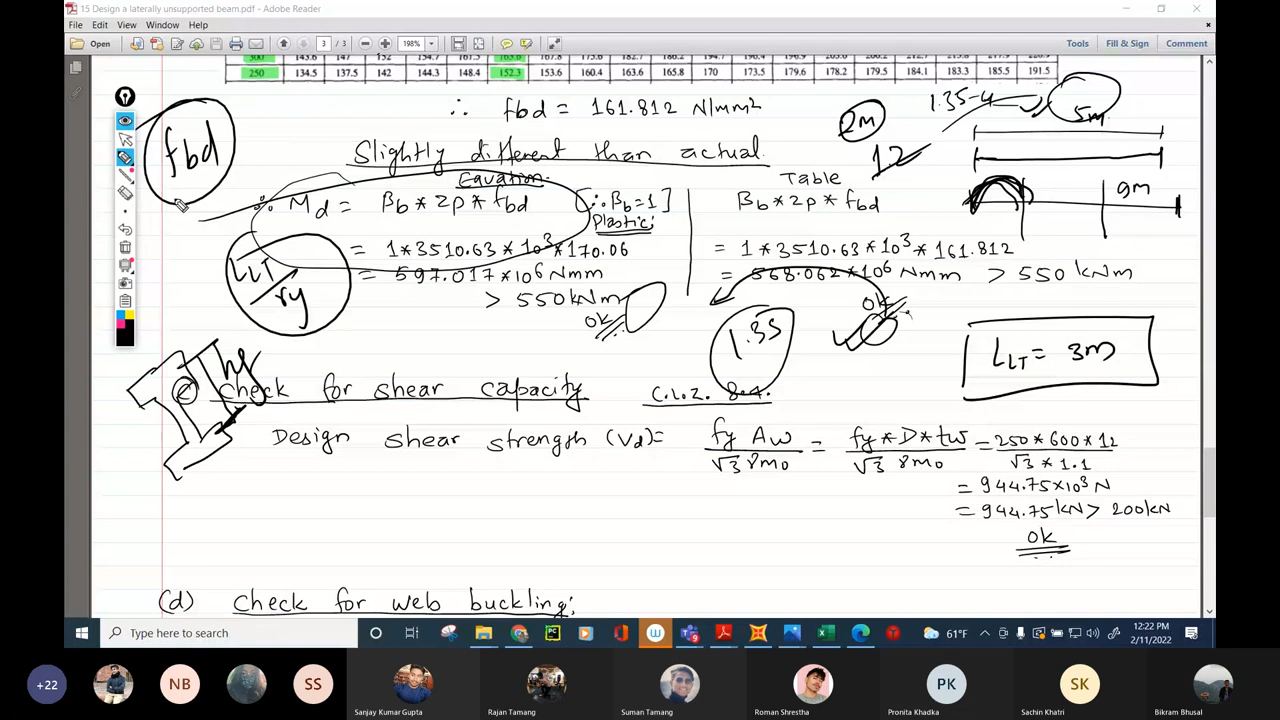 15 Design a laterally unsupported beam.pdf - Adobe Reader
File Edit View Window Help
Open 3 / 3 198% Tools Fill & Sign Comment
250 134.5 137.5 142 144.3 148.4 152.3 153.6 160.4 163.6 165.8 170 173.5 179.6 178.2 179.5 184.1 183.3 185.5 191.5
∴ fbd = 161.812 N/mm2
fbd
2m
12
1.35-4
5m
9m
Slightly different than actual.
Equation
Table
∴ Md = βb * Zp * fbd [∴ βb = 1] Plastic;
βb * Zp * fbd
= 1*3510.63*10³*170.06
= 1*3510.63*10³*161.812
= 597.017*10⁶ Nmm
= 568.062*10⁶ Nmm > 550 kNm
> 550 kNm
ok
ok
LLT/ry
1.35
LLT = 3m
hf
(c) Check for shear capacity C.l.02. 8.4.
Design shear strength (Vd) = fy Aw / √3 γmo = fy*D*tw / √3 γmo = 250*600*12 / √3*1.1
= 944.75×10³ N
= 944.75 kN > 200kN
ok
(d) Check for web buckling:
Type here to search
61°F
12:22 PM
2/11/2022
+22 NB SS PK SK
Sanjay Kumar Gupta Rajan Tamang Suman Tamang Roman Shrestha Pronita Khadka Sachin Khatri Bikram Bhusal